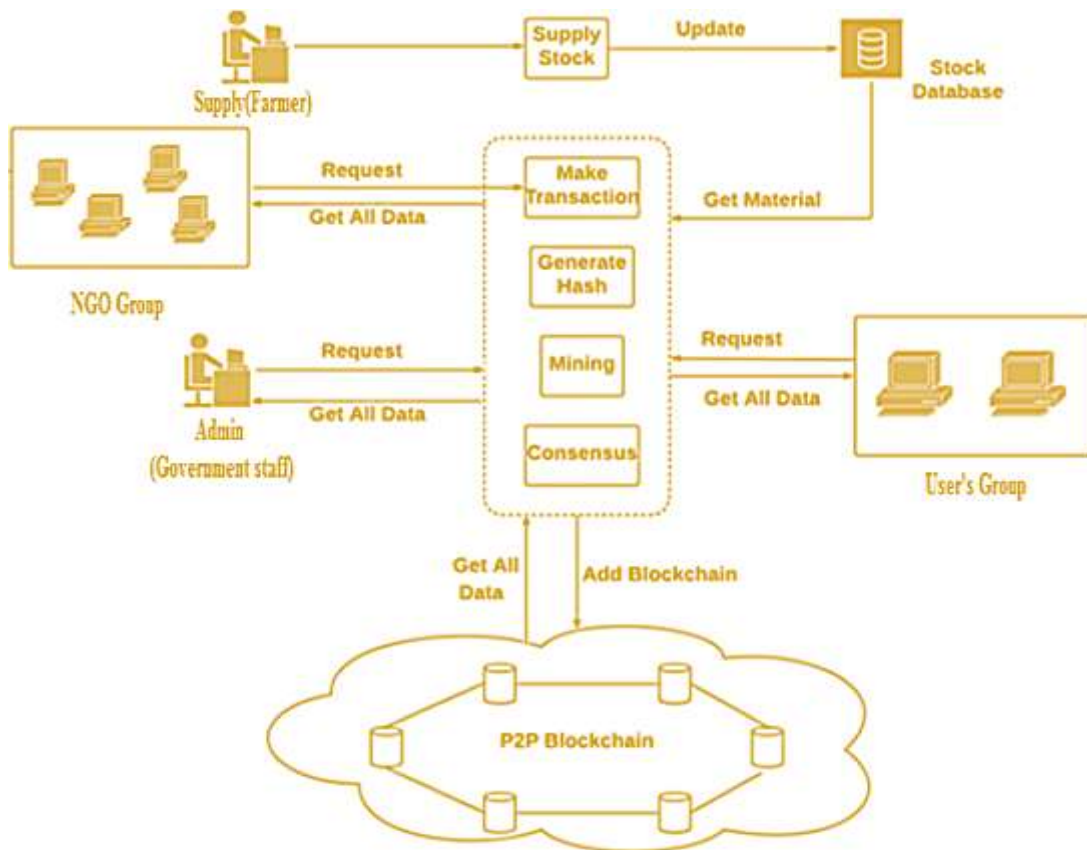 Supply
Stock
Update
Stock
Database
Supply(Farmer)
Make
Transaction
Request
Get All Data
Get Material
Generate
Hash
NGO Group
Request
Get All Data
Mining
Request
Get All Data
Admin
(Government staff)
Consensus
User's Group
Get All
Data
Add Blockchain
P2P Blockchain